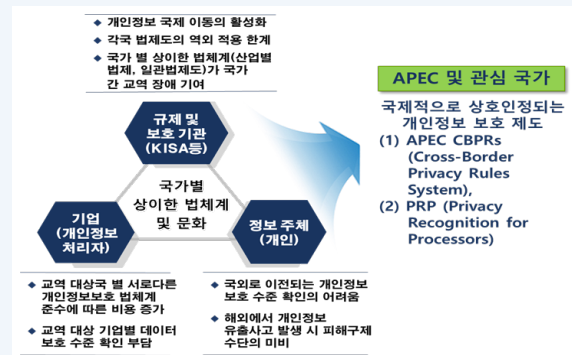 ◆ 개인정보 국제 이동의 활성화
◆ 각국 법제도의 역외 적용 한계
◆ 국가 별 상이한 법체계(산업별
법제, 일관법제도)가 국가
간 교역 장애 기여
규제 및
보호 기관
(KISA등)
국가별
상이한 법체계
및 문화
기업
(개인정보
처리자)
정보 주체
(개인)
◆ 교역 대상국 별 서로다른
개인정보보호 법체계
준수에 따른 비용 증가
◆ 교역 대상 기업별 데이터
보호 수준 확인 부담
◆ 국외로 이전되는 개인정보
보호 수준 확인의 어려움
◆ 해외에서 개인정보
유출사고 발생 시 피해구제
수단의 미비
APEC 및 관심 국가
국제적으로 상호인정되는
개인정보 보호 제도
(1) APEC CBPRs
(Cross-Border
Privacy Rules
System),
(2) PRP (Privacy
Recognition for
Processors)